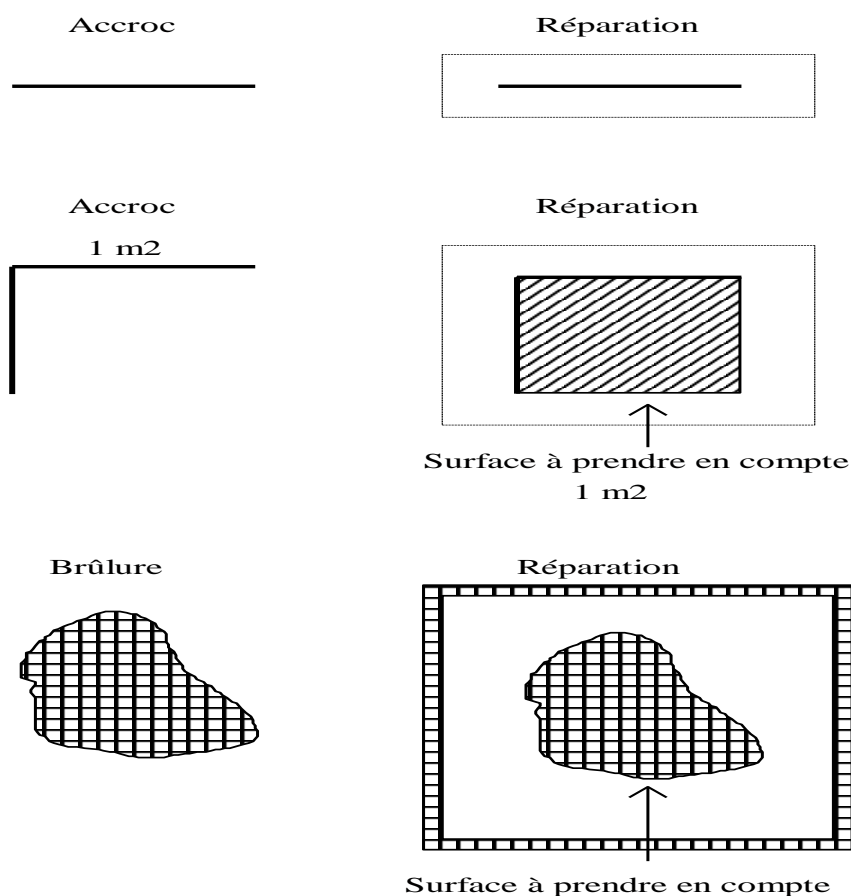 Accroc
Réparation
Accroc
Réparation
1 m2
Surface à prendre en compte
1 m2
Brûlure
Réparation
Surface à prendre en compte